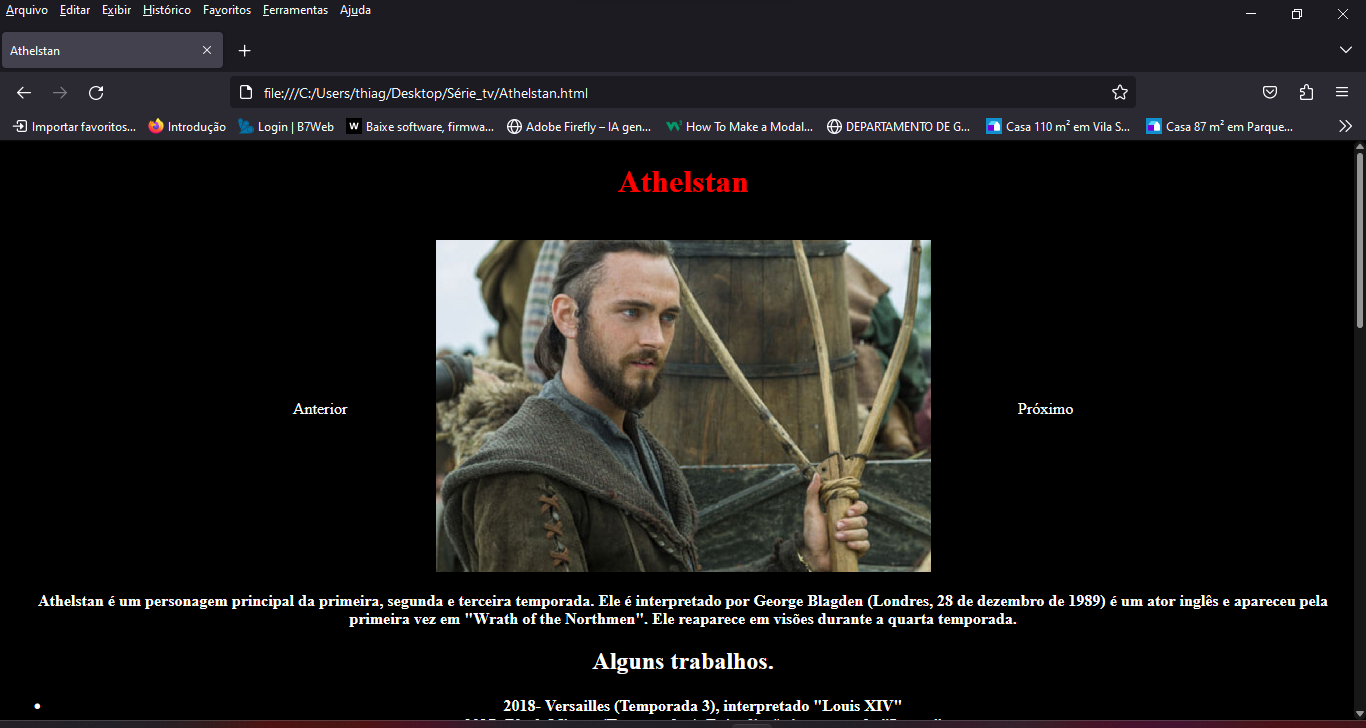 Arquivo Editar Exibir Histórico Favoritos Ferramentas Ajuda
Athelstan
file:///C:/Users/thiag/Desktop/Série_tv/Athelstan.html
Importar favoritos... Introdução Login | B7Web Baixe software, firmwa... Adobe Firefly – IA gen... How To Make a Modal... DEPARTAMENTO DE G... Casa 110 m² em Vila S... Casa 87 m² em Parque...
Athelstan
Anterior
Próximo
Athelstan é um personagem principal da primeira, segunda e terceira temporada. Ele é interpretado por George Blagden (Londres, 28 de dezembro de 1989) é um ator inglês e apareceu pela
primeira vez em "Wrath of the Northmen". Ele reaparece em visões durante a quarta temporada.
Alguns trabalhos.
2018- Versailles (Temporada 3), interpretado "Louis XIV"